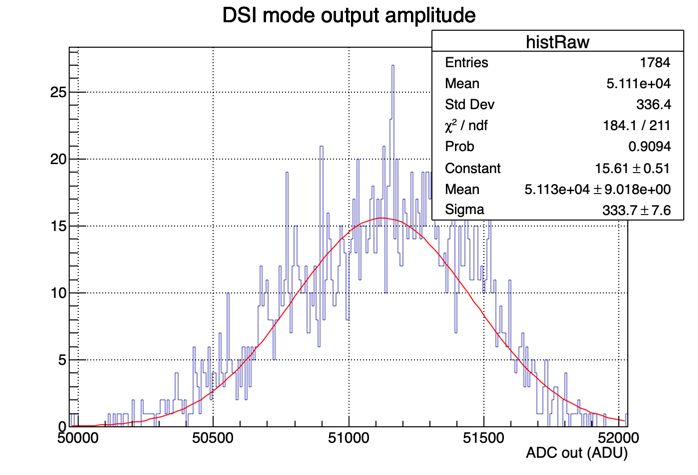 DSI mode output amplitude
histRaw
Entries 1784
Mean 5.111e+04
Std Dev 336.4
χ² / ndf 184.1 / 211
Prob 0.9094
Constant 15.61 ± 0.51
Mean 5.113e+04 ± 9.018e+00
Sigma 333.7 ± 7.6
25
20
15
10
5
0
50000 50500 51000 51500 52000
ADC out (ADU)